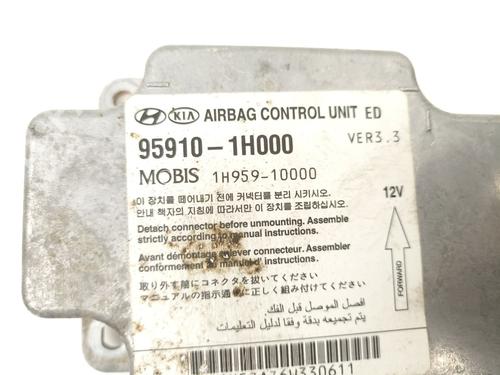 HYUNDAI KIA AIRBAG CONTROL UNIT ED
95910-1H000 VER3.3
MOBIS 1H959-10000
이 장치를 떼어내기 전에 커넥터를 분리 시키시오.
안내 책자의 지침에 따라서만 이 장치를 조립하십시오.
12V
Detach connector before unmounting. Assemble
strictly according to manual instructions.
Avant démontage enlever connecteur. Assembler
conformement au manuel d' instructions.
FORWARD
取り外す前にコネクタを抜いてください
マニュアルの指示通りに正しく組み付けてください
افصل الموصل قبل الفك.
يتم تجميعه بدقة وفقا لدليل التعليمات